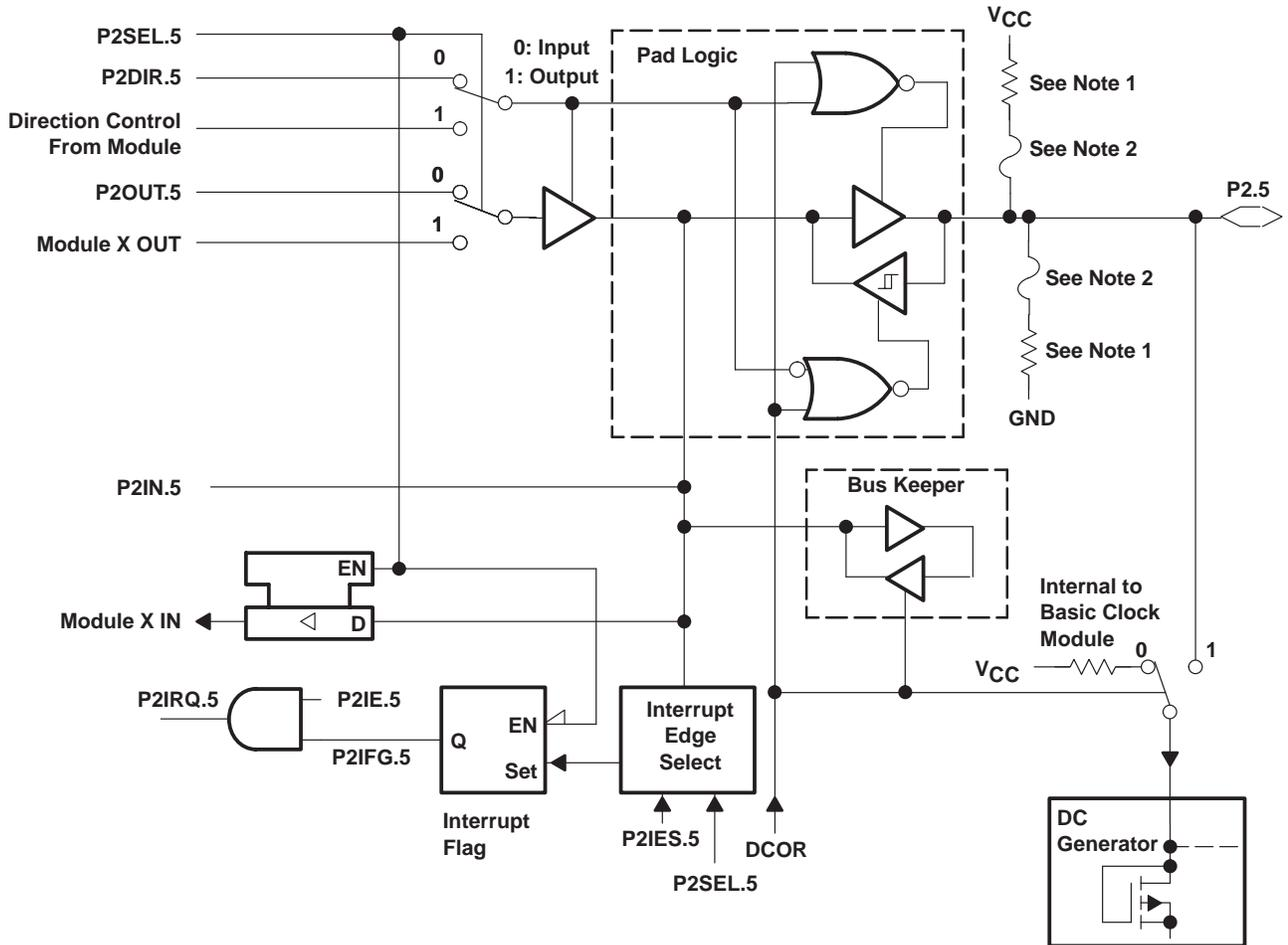 P2SEL.5
P2DIR.5
Direction Control
From Module
P2OUT.5
Module X OUT
0
1
0
1
0: Input
1: Output
Pad Logic
VCC
See Note 1
See Note 2
P2.5
See Note 2
See Note 1
GND
P2IN.5
Bus Keeper
EN
D
Module X IN
Internal to
Basic Clock
Module
VCC
0
1
P2IRQ.5
P2IE.5
P2IFG.5
Q
EN
Set
Interrupt
Flag
Interrupt
Edge
Select
P2IES.5
P2SEL.5
DCOR
DC
Generator